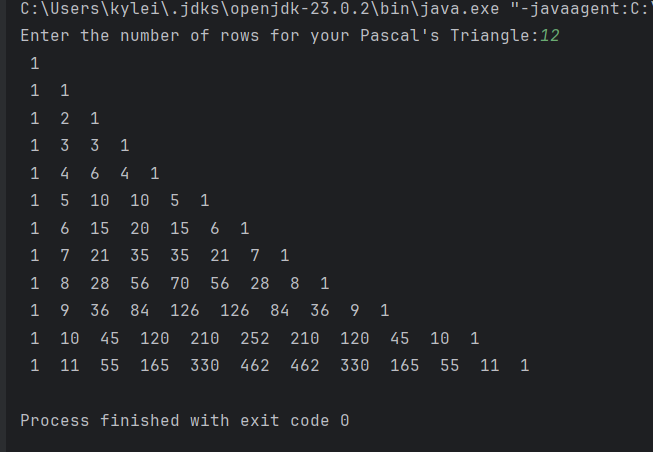 C:\Users\kylei\.jdks\openjdk-23.0.2\bin\java.exe "-javaagent:C:\
Enter the number of rows for your Pascal's Triangle:12
 1
 1  1
 1  2  1
 1  3  3  1
 1  4  6  4  1
 1  5  10  10  5  1
 1  6  15  20  15  6  1
 1  7  21  35  35  21  7  1
 1  8  28  56  70  56  28  8  1
 1  9  36  84  126  126  84  36  9  1
 1  10  45  120  210  252  210  120  45  10  1
 1  11  55  165  330  462  462  330  165  55  11  1
Process finished with exit code 0